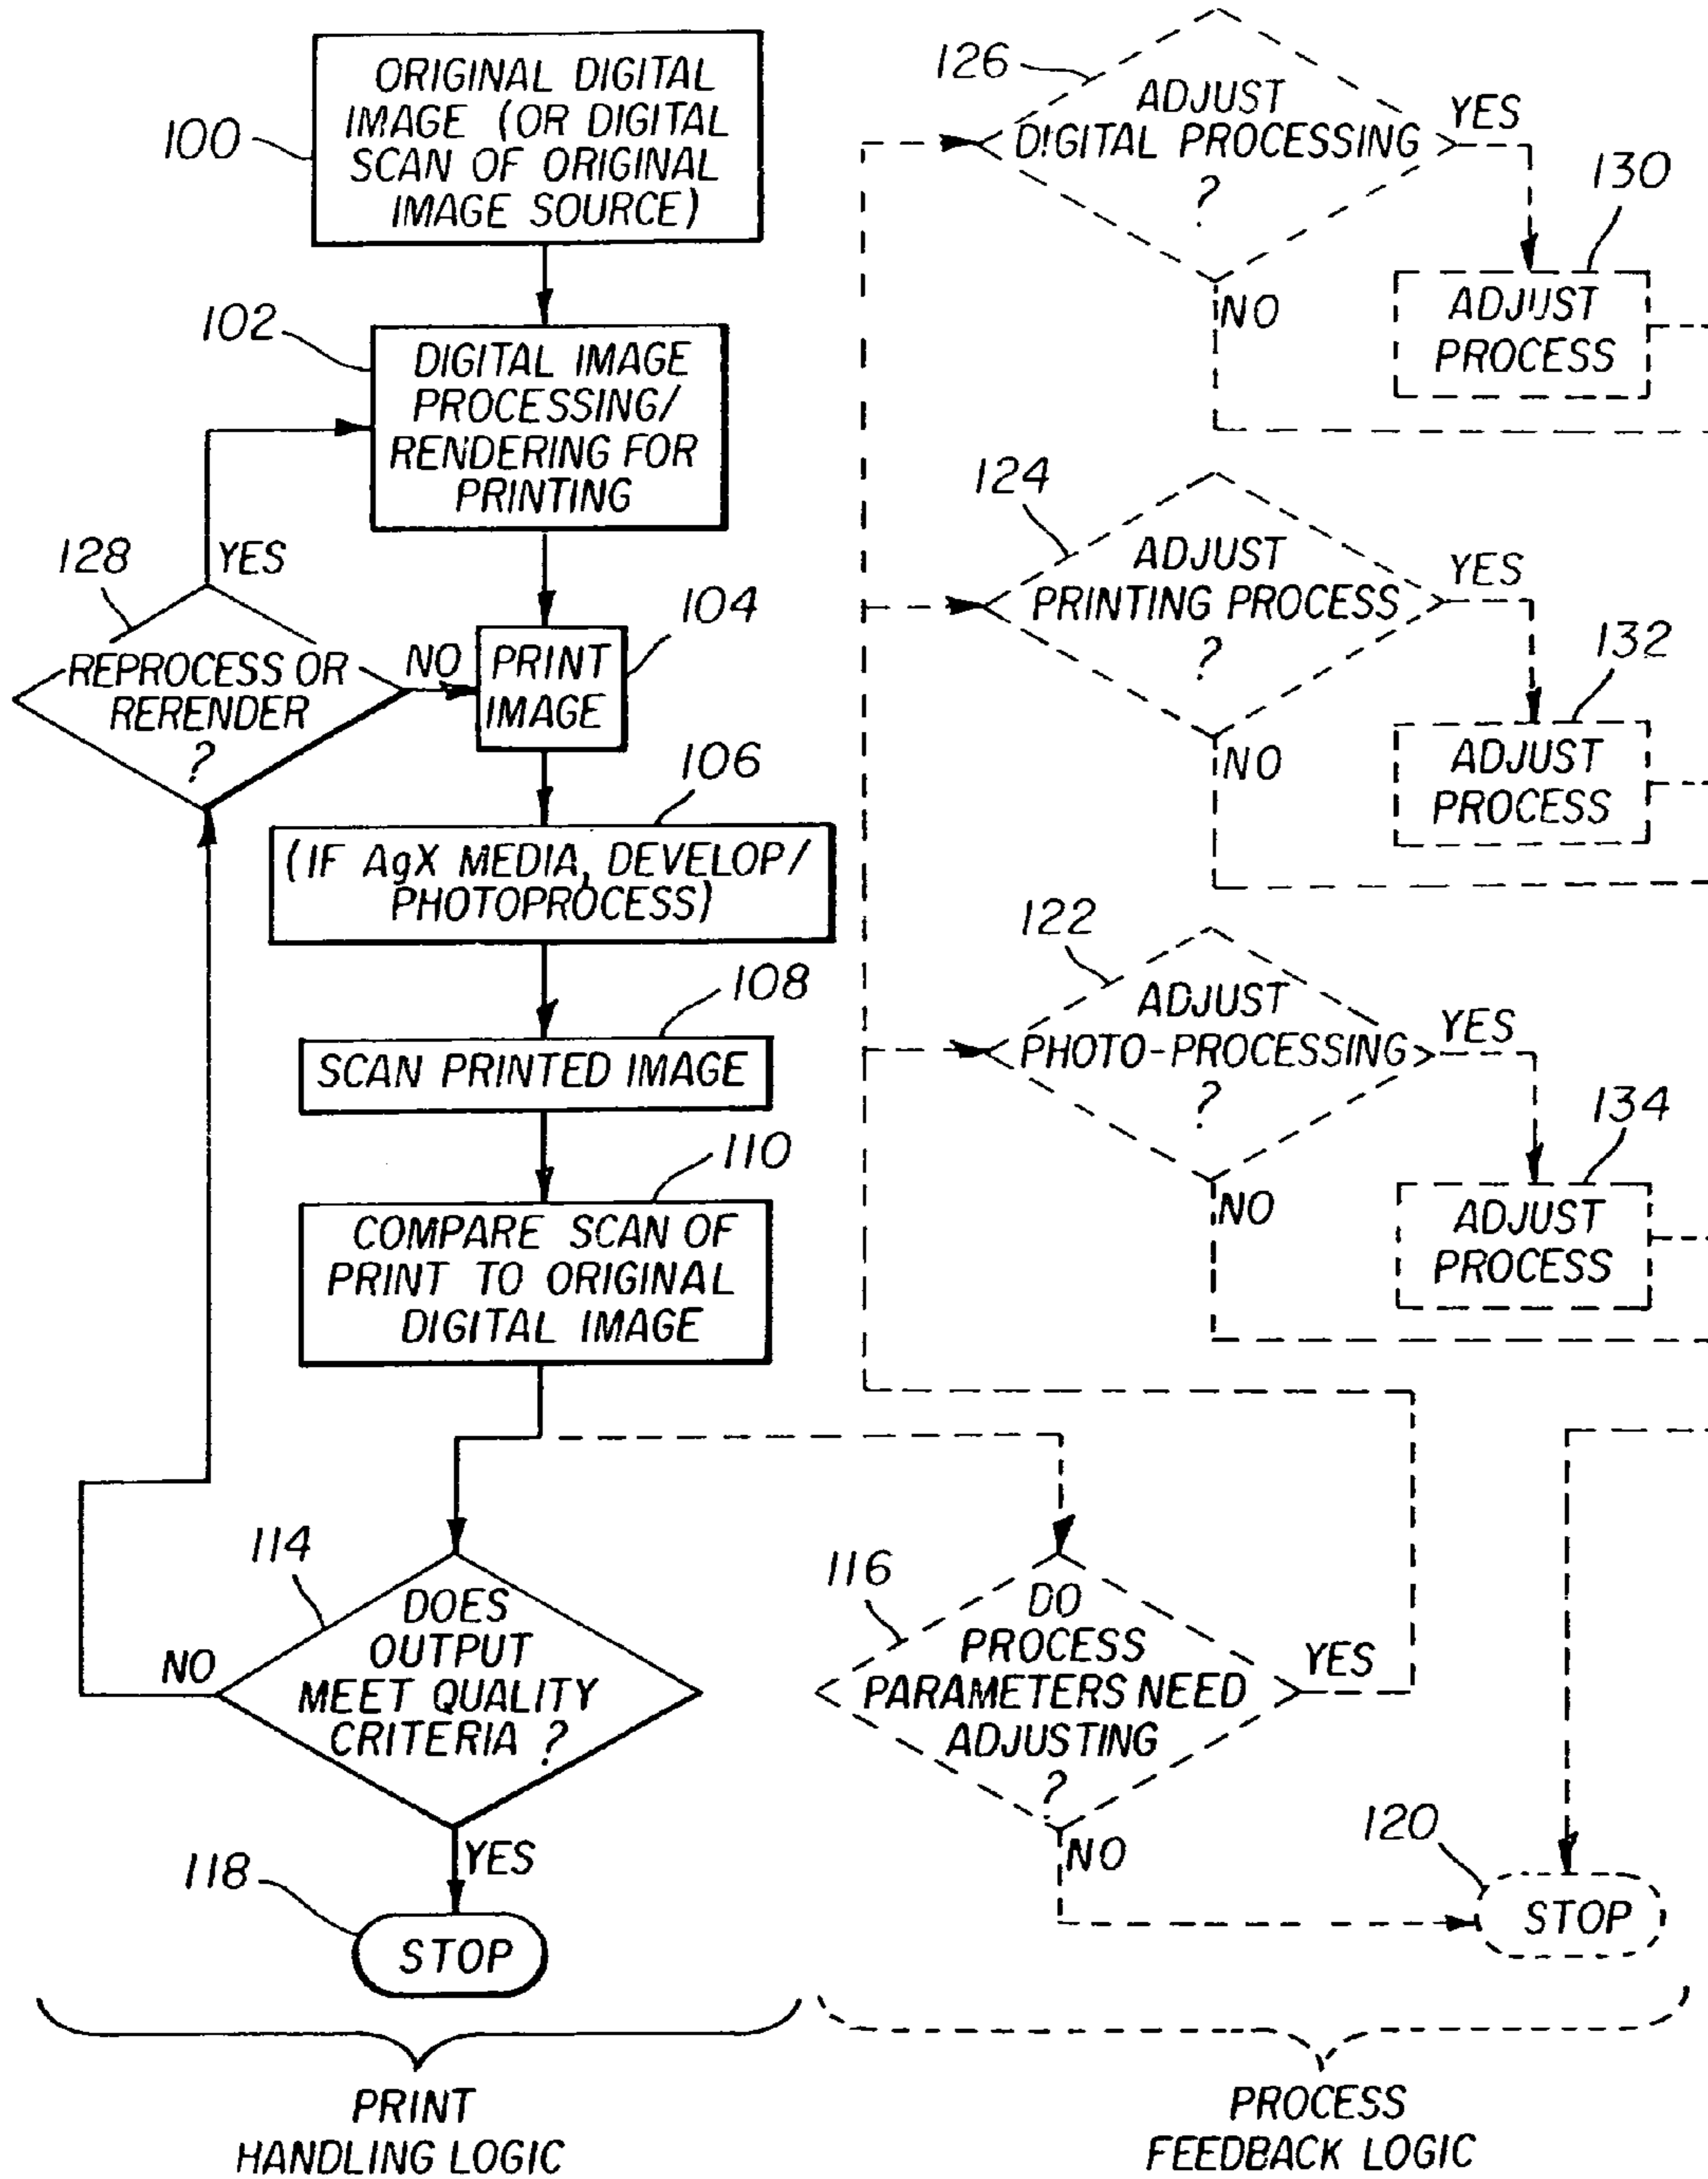 100
ORIGINAL DIGITAL
IMAGE (OR DIGITAL
SCAN OF ORIGINAL
IMAGE SOURCE)
102
DIGITAL IMAGE
PROCESSING/
RENDERING FOR
PRINTING
128
YES
REPROCESS OR
RERENDER
?
NO
104
PRINT
IMAGE
106
(IF AgX MEDIA, DEVELOP/
PHOTOPROCESS)
108
SCAN PRINTED IMAGE
110
COMPARE SCAN OF
PRINT TO ORIGINAL
DIGITAL IMAGE
114
DOES
OUTPUT
MEET QUALITY
CRITERIA ?
NO
YES
118
STOP
PRINT
HANDLING LOGIC
126
ADJUST
DIGITAL PROCESSING
?
YES
NO
130
ADJUST
PROCESS
124
ADJUST
PRINTING PROCESS
?
YES
NO
132
ADJUST
PROCESS
122
ADJUST
PHOTO-PROCESSING
?
YES
NO
134
ADJUST
PROCESS
116
DO
PROCESS
PARAMETERS NEED
ADJUSTING
?
YES
NO
120
STOP
PROCESS
FEEDBACK LOGIC